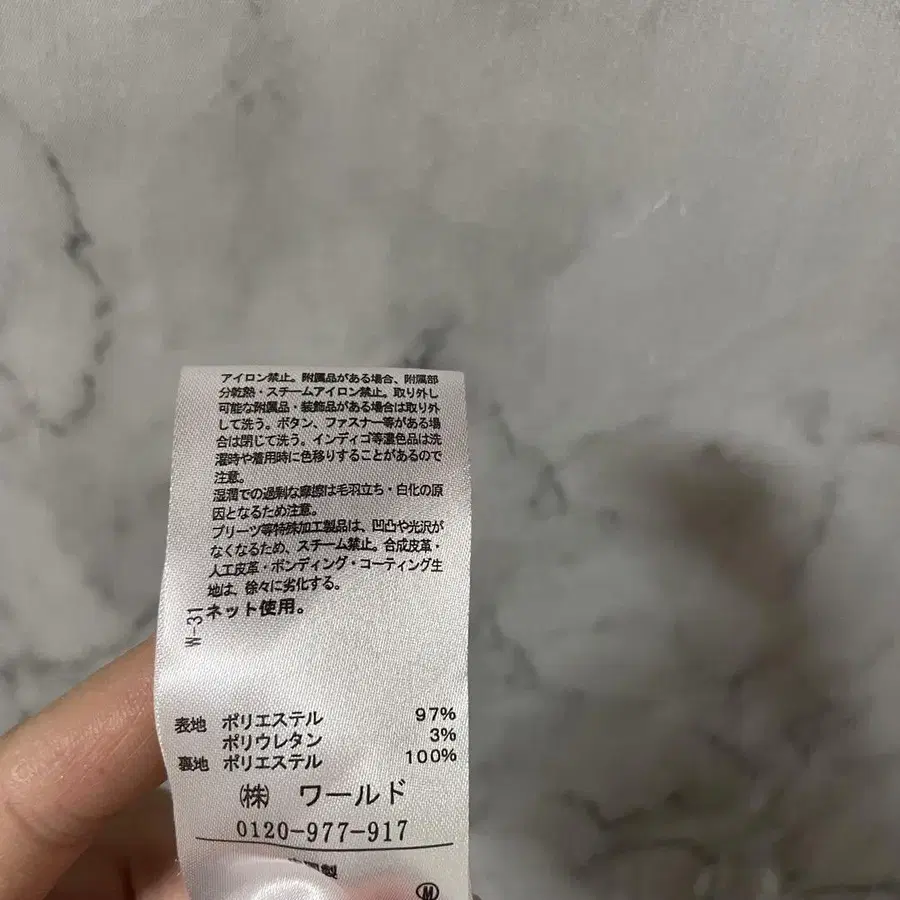 アイロン禁止。附属品がある場合、附属部
分乾熱・スチームアイロン禁止。取り外し
可能な附属品・装飾品がある場合は取り外
して洗う。ボタン、ファスナー等がある場
合は閉じて洗う。インディゴ等濃色品は洗
濯時や着用時に色移りすることがあるので
注意。
湿潤での過剰な摩擦は毛羽立ち・白化の原
因となるため注意。
プリーツ等特殊加工製品は、凹凸や光沢が
なくなるため、スチーム禁止。合成皮革・
人工皮革・ボンディング・コーティング生
地は、徐々に劣化する。
ネット使用。
W-31
表地 ポリエステル 97%
ポリウレタン 3%
裏地 ポリエステル 100%
㈱ ワールド
0120-977-917
国製
M